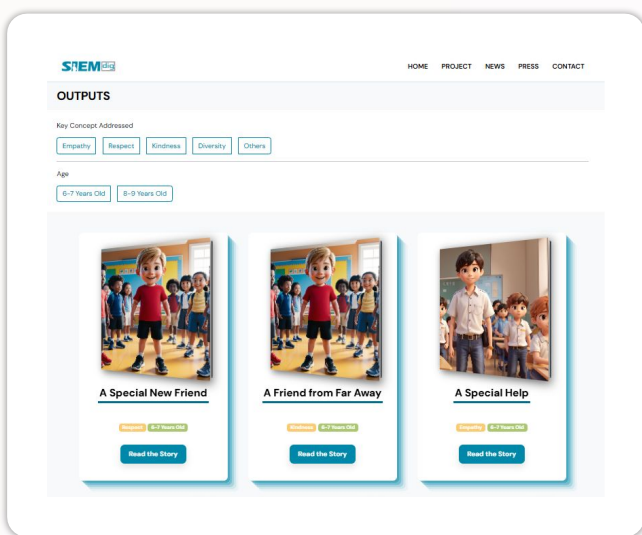 STEM dig
HOME PROJECT NEWS PRESS CONTACT
OUTPUTS
Key Concept Addressed
Empathy Respect Kindness Diversity Others
Age
6-7 Years Old 8-9 Years Old
A Special New Friend A Friend from Far Away A Special Help
Respect 6-7 Years Old Kindness 6-7 Years Old Empathy 6-7 Years Old
Read the Story Read the Story Read the Story